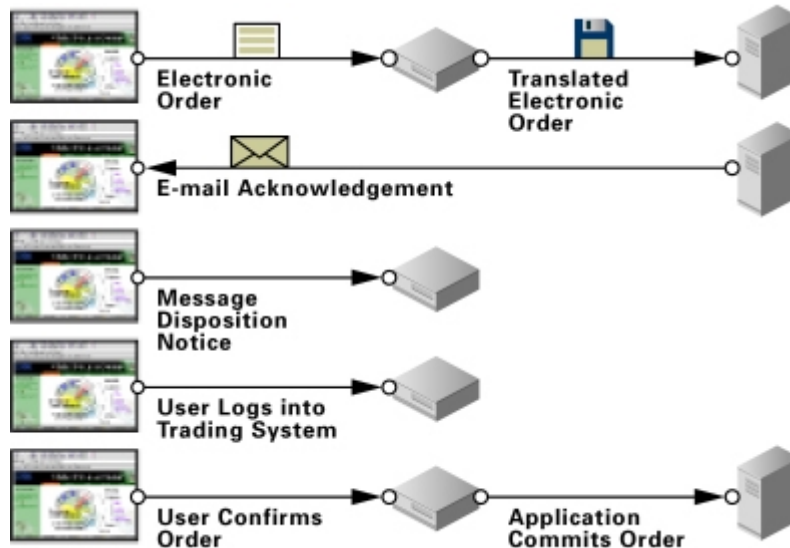 Electronic
Order
Translated
Electronic
Order
E-mail Acknowledgement
Message
Disposition
Notice
User Logs into
Trading System
User Confirms
Order
Application
Commits Order